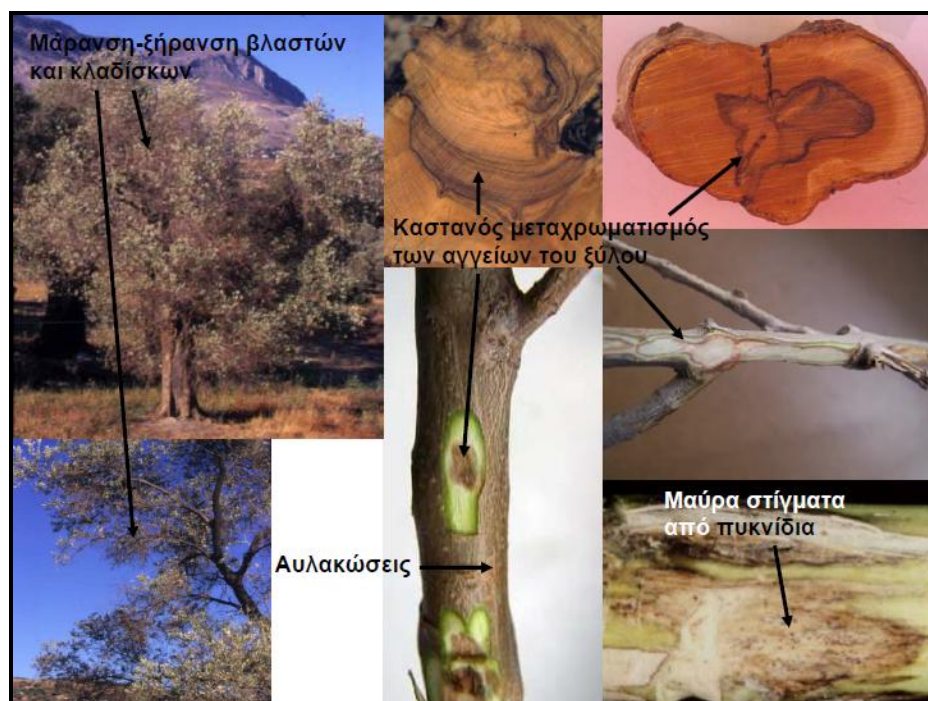 Μάρανση-ξήρανση βλαστών
και κλαδίσκων
Καστανός μεταχρωματισμός
των αγγείων του ξύλου
Αυλακώσεις
Μαύρα στίγματα
από πυκνίδια